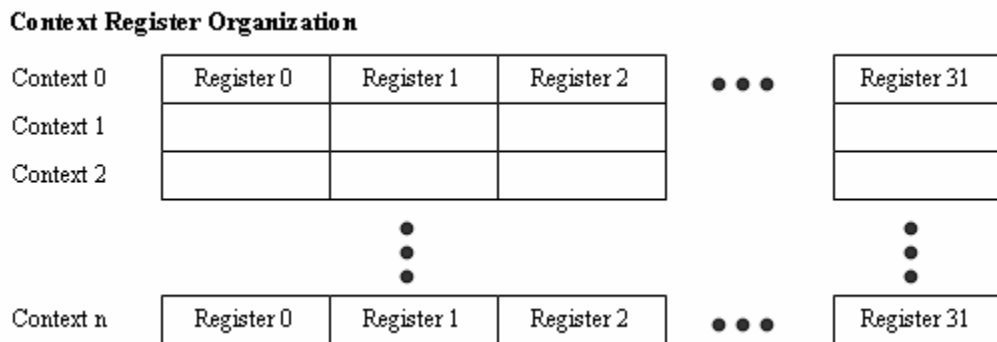 Context Register Organization
Context 0 Register 0 Register 1 Register 2 Register 31
Context 1
Context 2
Context n Register 0 Register 1 Register 2 Register 31